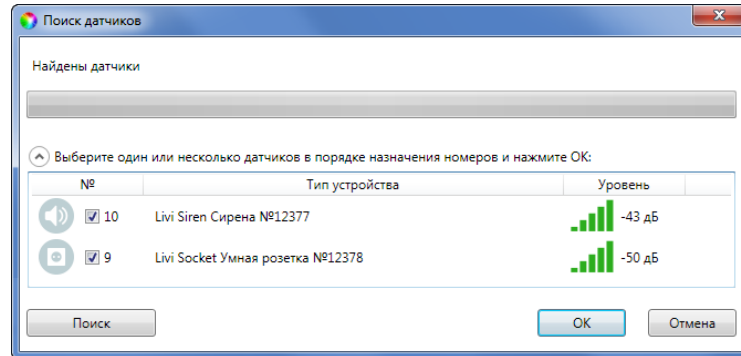 Поиск датчиков
Найдены датчики
Выберите один или несколько датчиков в порядке назначения номеров и нажмите ОК:
№ Тип устройства Уровень
10 Livi Siren Сирена №12377 -43 дБ
9 Livi Socket Умная розетка №12378 -50 дБ
Поиск ОК Отмена